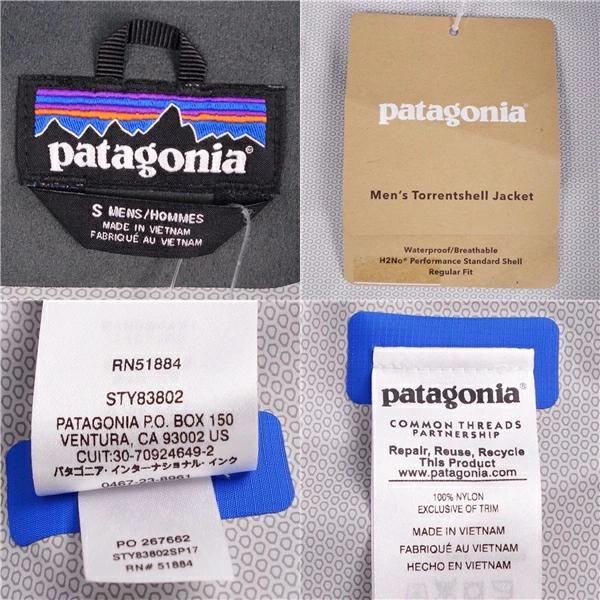 patagonia®
S MENS/HOMMES
MADE IN VIETNAM
FABRIQUÉ AU VIETNAM
patagonia®
Men's Torrentshell Jacket
Waterproof/Breathable
H2No® Performance Standard Shell
Regular Fit
RN51884
STY83802
PATAGONIA P.O. BOX 150
VENTURA, CA 93002 US
CUIT:30-70924649-2
パタゴニア・インターナショナル・インク
0467-23-8961
PO 267662
STY83802SP17
RN# 51884
patagonia®
COMMON THREADS
PARTNERSHIP
Repair, Reuse, Recycle
This Product
www.patagonia.com
100% NYLON
EXCLUSIVE OF TRIM
MADE IN VIETNAM
FABRIQUÉ AU VIETNAM
HECHO EN VIETNAM